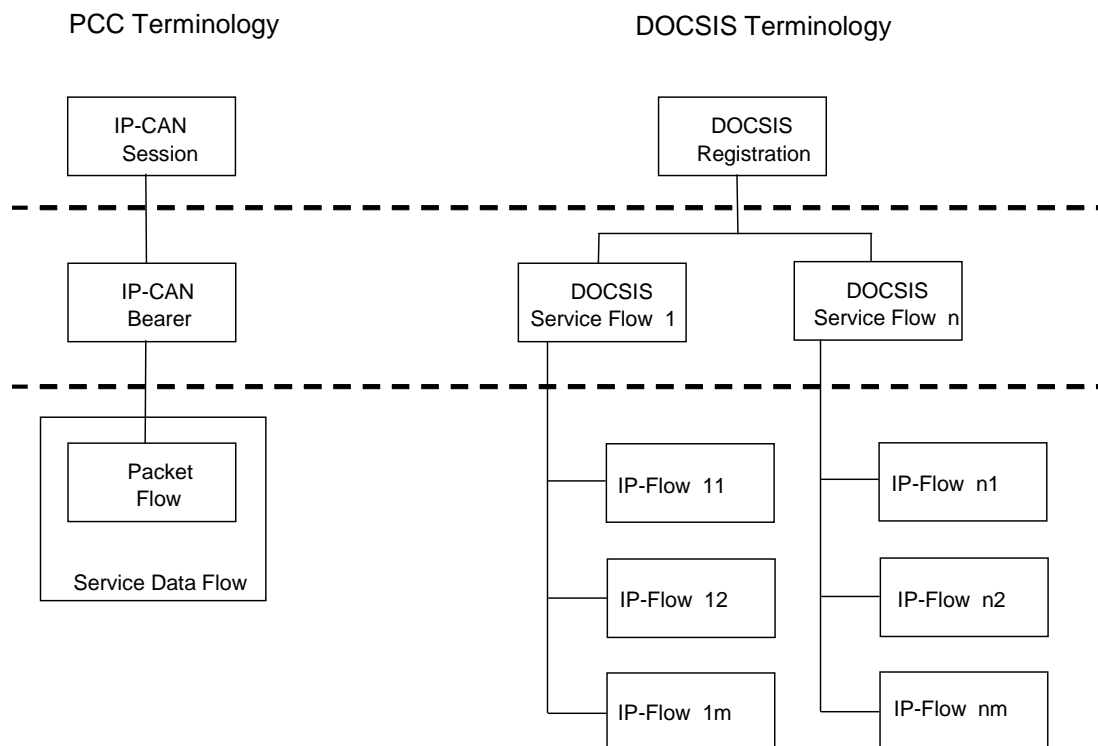 PCC Terminology
DOCSIS Terminology
IP-CAN
Session
DOCSIS
Registration
IP-CAN
Bearer
DOCSIS
Service Flow 1
DOCSIS
Service Flow n
Packet
Flow
Service Data Flow
IP-Flow 11
IP-Flow n1
IP-Flow 12
IP-Flow n2
IP-Flow 1m
IP-Flow nm